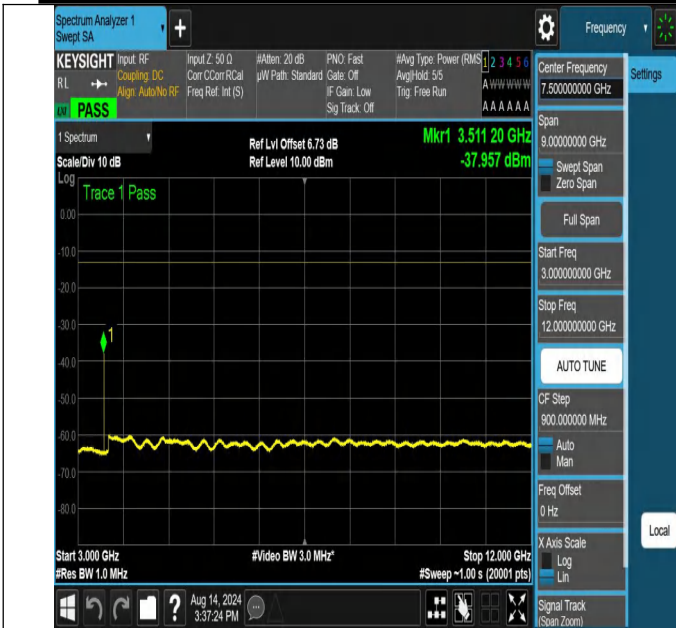 Spectrum Analyzer 1
Swept SA
+
Frequency
KEYSIGHT
RL
PASS
Input: RF
Coupling: DC
Align: Auto/No RF
Input Z: 50 Ω
Corr CCorr RCal
Freq Ref: Int (S)
#Atten: 20 dB
µW Path: Standard
PNO: Fast
Gate: Off
IF Gain: Low
Sig Track: Off
#Avg Type: Power (RMS
Avg|Hold: 5/5
Trig: Free Run
1 2 3 4 5 6
A W W W W W
A A A A A A
1 Spectrum
Scale/Div 10 dB
Ref Lvl Offset 6.73 dB
Ref Level 10.00 dBm
Mkr1 3.511 20 GHz
-37.957 dBm
Log
Trace 1 Pass
0.00
-10.0
-20.0
-30.0
1
-40.0
-50.0
-60.0
-70.0
-80.0
Start 3.000 GHz
#Res BW 1.0 MHz
#Video BW 3.0 MHz*
Stop 12.000 GHz
#Sweep ~1.00 s (20001 pts)
?
Aug 14, 2024
3:37:24 PM
Center Frequency
7.500000000 GHz
Settings
Span
9.00000000 GHz
Swept Span
Zero Span
Full Span
Start Freq
3.000000000 GHz
Stop Freq
12.000000000 GHz
AUTO TUNE
CF Step
900.000000 MHz
Auto
Man
Freq Offset
0 Hz
Local
X Axis Scale
Log
Lin
Signal Track
(Span Zoom)